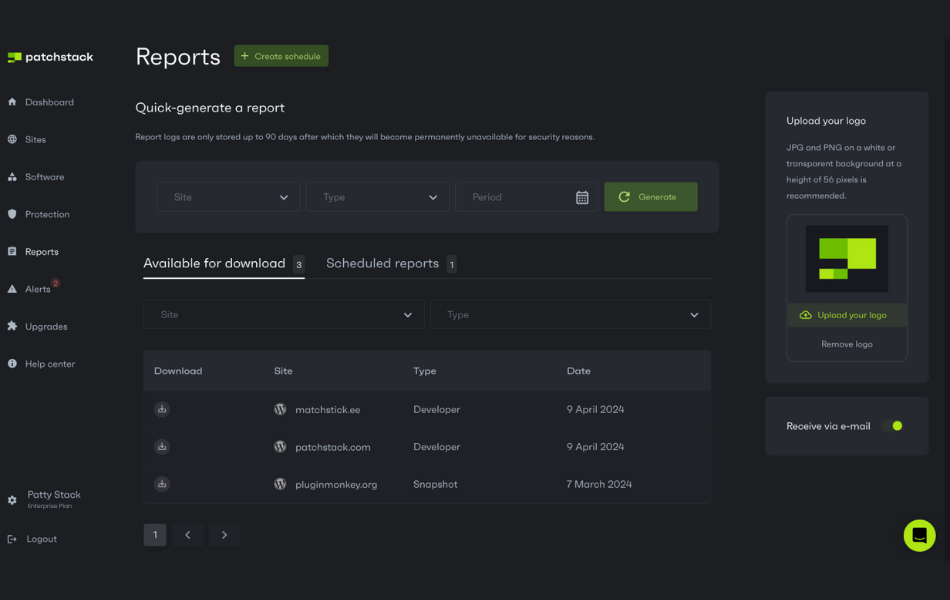 patchstack
Dashboard
Sites
Software
Protection
Reports
Alerts 2
Upgrades
Help center
Patty Stack
Enterprise Plan
Logout
Reports
+ Create schedule
Quick-generate a report
Report logs are only stored up to 90 days after which they will become permanently unavailable for security reasons.
Site Type Period Generate
Available for download 3 Scheduled reports 1
Site Type
Download Site Type Date
matchstick.ee Developer 9 April 2024
patchstack.com Developer 9 April 2024
pluginmonkey.org Snapshot 7 March 2024
1
Upload your logo
JPG and PNG on a white or
transparent background at a
height of 56 pixels is
recommended.
Upload your logo
Remove logo
Receive via e-mail